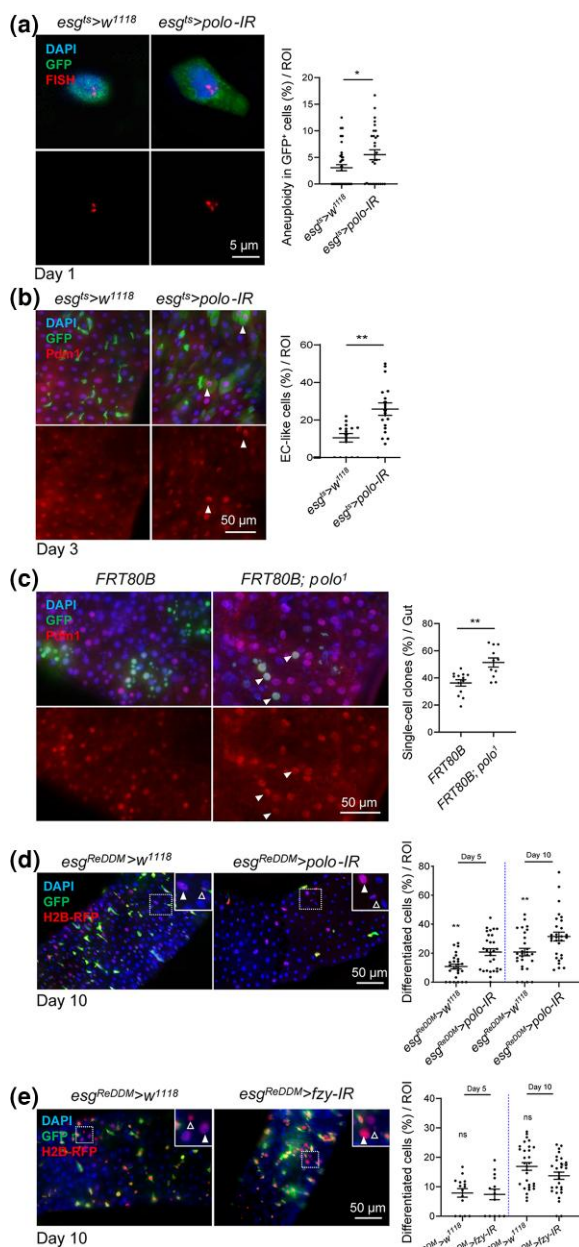 (a)
esg^ts>w^1118
esg^ts>polo-IR
DAPI
GFP
FISH
5 µm
Day 1
Aneuploidy in GFP+ cells (%) / ROI
20
15
10
5
0
*
esg^ts>w^1118
esg^ts>polo-IR
(b)
esg^ts>w^1118
esg^ts>polo-IR
DAPI
GFP
Pdm1
50 µm
Day 3
EC-like cells (%) / ROI
60
40
20
0
**
esg^ts>w^1118
esg^ts>polo-IR
(c)
FRT80B
FRT80B; polo^1
DAPI
GFP
Pdm1
50 µm
Single-cell clones (%) / Gut
100
80
60
40
20
0
**
FRT80B
FRT80B; polo^1
(d)
esg^ReDDM>w^1118
esg^ReDDM>polo-IR
DAPI
GFP
H2B-RFP
50 µm
Day 10
Differentiated cells (%) / ROI
80
60
40
20
0
Day 5
Day 10
**
**
esg^ReDDM>w^1118
esg^ReDDM>polo-IR
esg^ReDDM>w^1118
esg^ReDDM>polo-IR
(e)
esg^ReDDM>w^1118
esg^ReDDM>fzy-IR
DAPI
GFP
H2B-RFP
50 µm
Day 10
Differentiated cells (%) / ROI
40
30
20
10
0
Day 5
Day 10
ns
ns